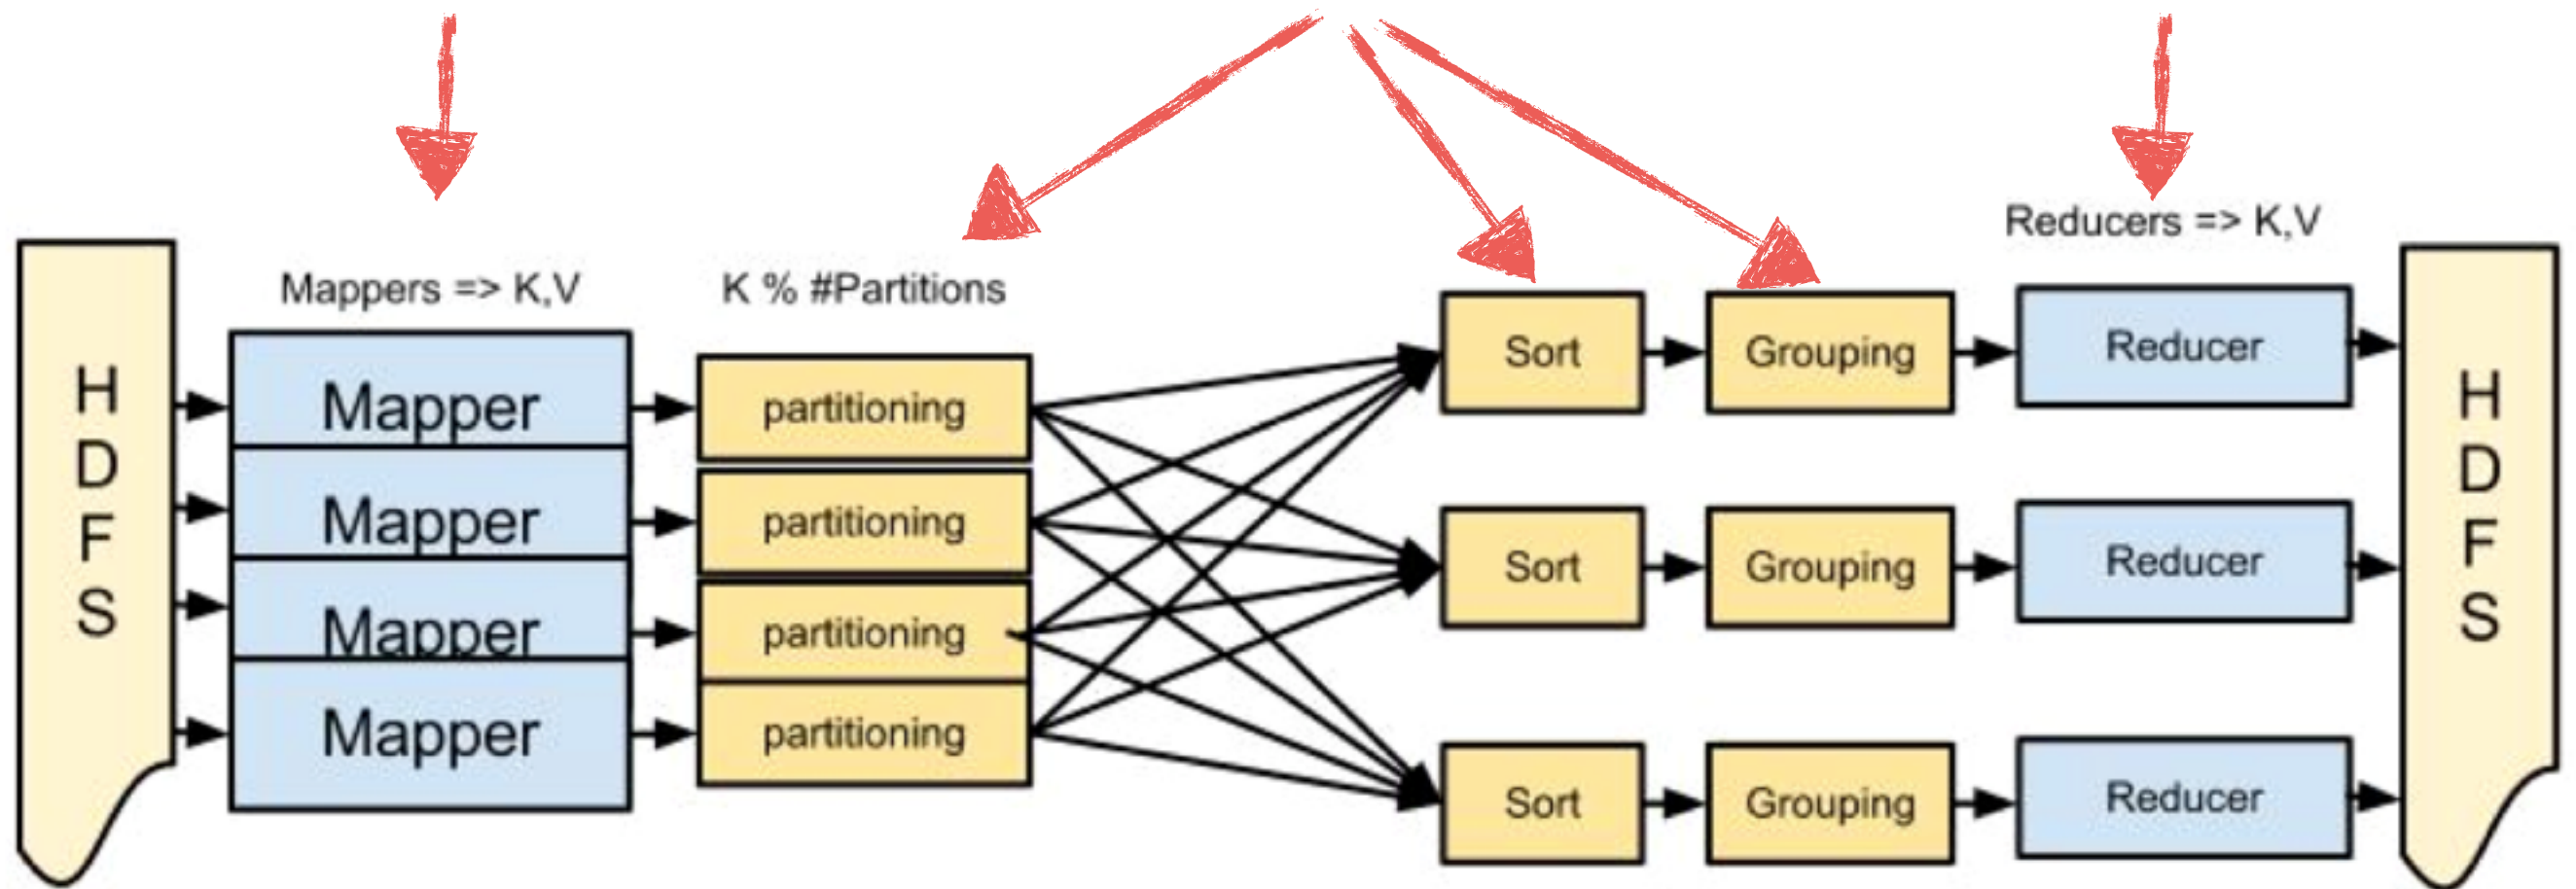 Mappers => K,V
K % #Partitions
Reducers => K,V
H
D
F
S
Mapper
Mapper
Mapper
Mapper
partitioning
partitioning
partitioning
partitioning
Sort
Grouping
Reducer
Sort
Grouping
Reducer
Sort
Grouping
Reducer
H
D
F
S